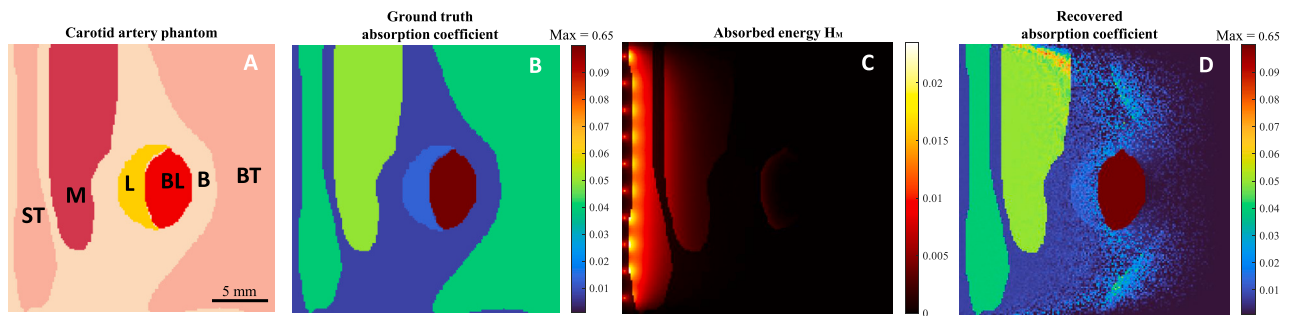 Carotid artery phantom
A
ST
M
L
BL
B
BT
5 mm
Ground truth
absorption coefficient
Max = 0.65
B
0.09
0.08
0.07
0.06
0.05
0.04
0.03
0.02
0.01
Absorbed energy HM
C
0.02
0.015
0.01
0.005
0
Recovered
absorption coefficient
Max = 0.65
D
0.09
0.08
0.07
0.06
0.05
0.04
0.03
0.02
0.01